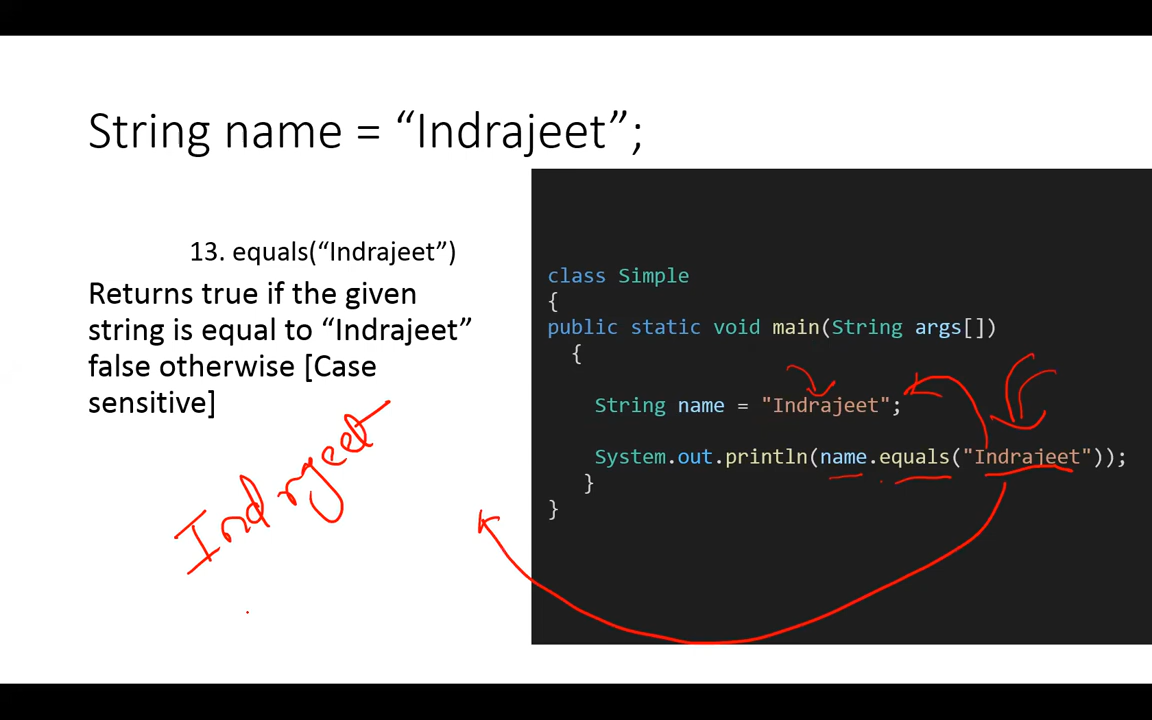 String name = “Indrajeet”;
13. equals(“Indrajeet”)
Returns true if the given
string is equal to “Indrajeet”
false otherwise [Case
sensitive]
Indrjeet
class Simple
{
public static void main(String args[])
{
String name = "Indrajeet";
System.out.println(name.equals("Indrajeet"));
}
}